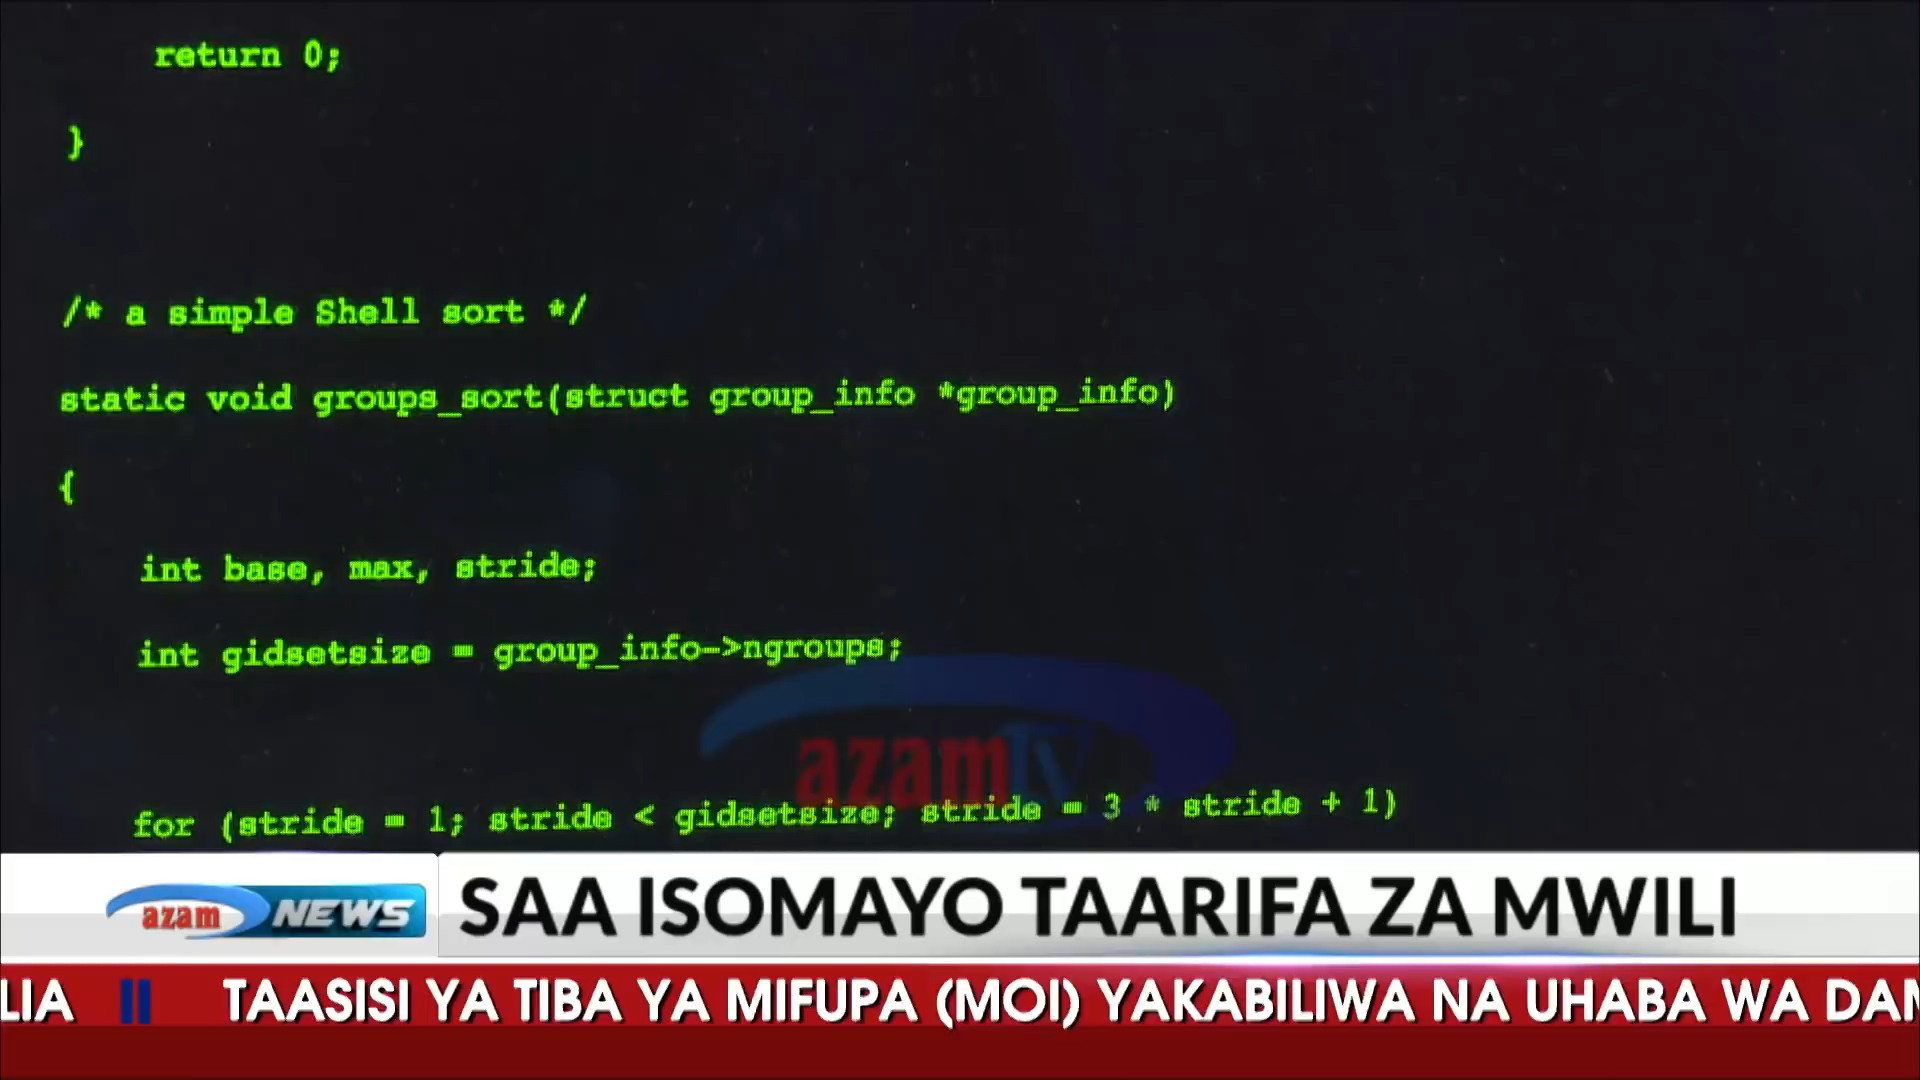 return 0;
}
/* a simple Shell sort */
static void groups_sort(struct group_info *group_info)
{
int base, max, stride;
int gidsetsize = group_info->ngroups;
azamtv
for (stride = 1; stride < gidsetsize; stride = 3 * stride + 1)
azam NEWS
SAA ISOMAYO TAARIFA ZA MWILI
LIA || TAASISI YA TIBA YA MIFUPA (MOI) YAKABILIWA NA UHABA WA DAM